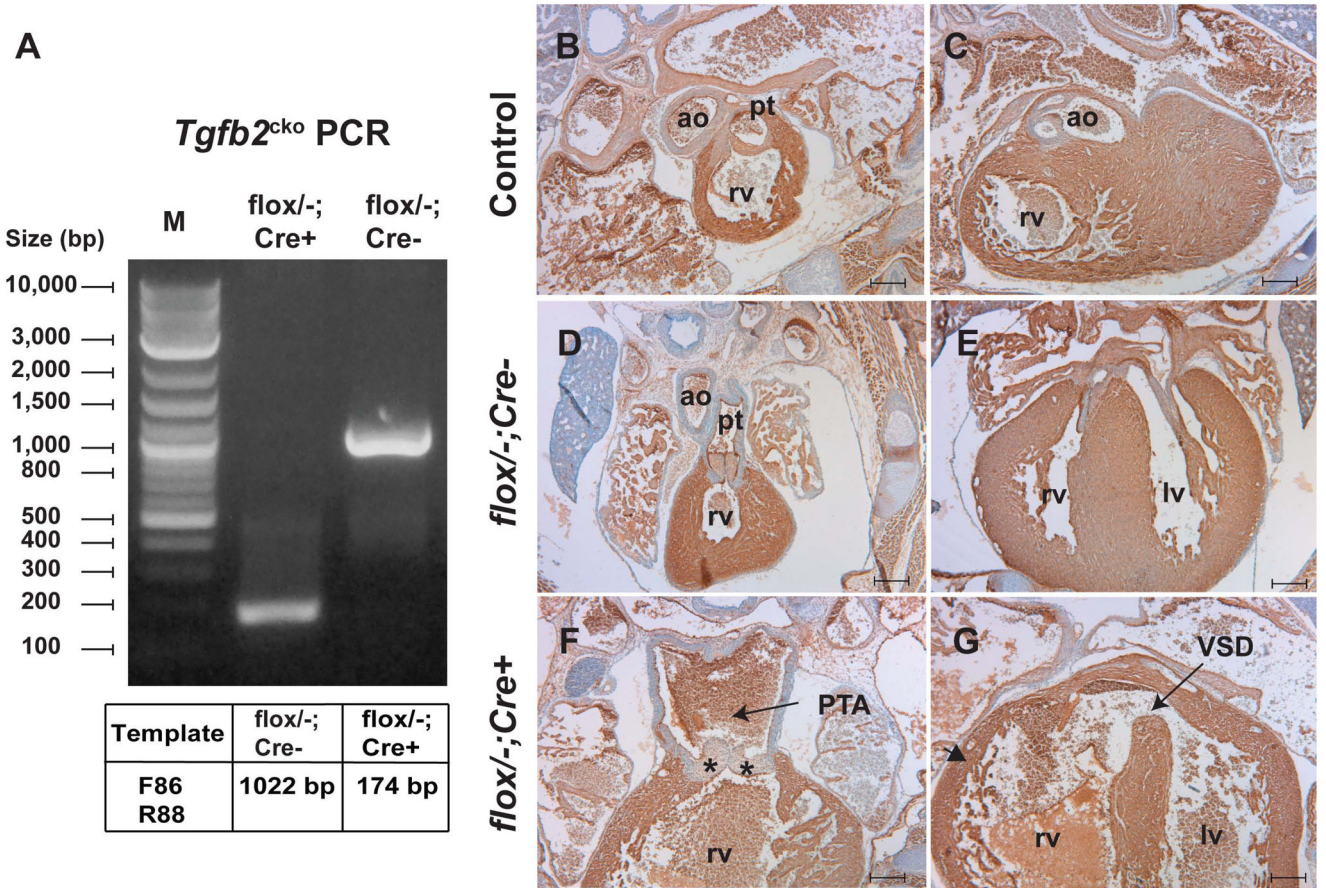 A
Tgfb2cko PCR
Size (bp)
M
flox/-;
Cre+
flox/-;
Cre-
10,000
3,000
2,000
1,500
1,000
800
500
400
300
200
100
Template
flox/-;
Cre-
flox/-;
Cre+
F86
R88
1022 bp
174 bp
Control
B
ao
pt
rv
C
ao
rv
flox/-;Cre-
D
ao
pt
rv
E
rv
lv
flox/-;Cre+
F
PTA
* *
rv
G
VSD
rv
lv